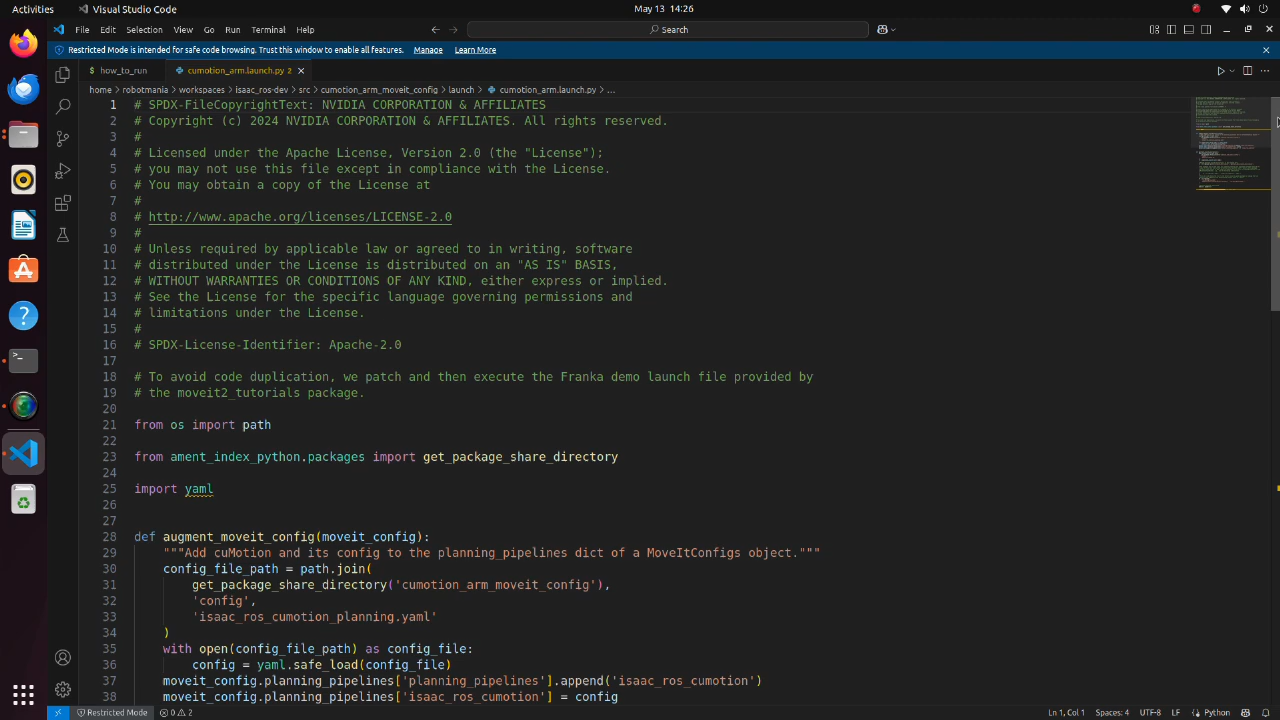 Activities
Visual Studio Code
May 13 14:26
File Edit Selection View Go Run Terminal Help
Search
Restricted Mode is intended for safe code browsing. Trust this window to enable all features. Manage Learn More
how_to_run
cumotion_arm.launch.py 2
home > robotmania > workspaces > isaac_ros-dev > src > cumotion_arm_moveit_config > launch > cumotion_arm.launch.py > ...
1 # SPDX-FileCopyrightText: NVIDIA CORPORATION & AFFILIATES
2 # Copyright (c) 2024 NVIDIA CORPORATION & AFFILIATES. All rights reserved.
3 #
4 # Licensed under the Apache License, Version 2.0 (the "License");
5 # you may not use this file except in compliance with the License.
6 # You may obtain a copy of the License at
7 #
8 # http://www.apache.org/licenses/LICENSE-2.0
9 #
10 # Unless required by applicable law or agreed to in writing, software
11 # distributed under the License is distributed on an "AS IS" BASIS,
12 # WITHOUT WARRANTIES OR CONDITIONS OF ANY KIND, either express or implied.
13 # See the License for the specific language governing permissions and
14 # limitations under the License.
15 #
16 # SPDX-License-Identifier: Apache-2.0
17
18 # To avoid code duplication, we patch and then execute the Franka demo launch file provided by
19 # the moveit2_tutorials package.
20
21 from os import path
22
23 from ament_index_python.packages import get_package_share_directory
24
25 import yaml
26
27
28 def augment_moveit_config(moveit_config):
29 """Add cuMotion and its config to the planning_pipelines dict of a MoveItConfigs object."""
30 config_file_path = path.join(
31 get_package_share_directory('cumotion_arm_moveit_config'),
32 'config',
33 'isaac_ros_cumotion_planning.yaml'
34 )
35 with open(config_file_path) as config_file:
36 config = yaml.safe_load(config_file)
37 moveit_config.planning_pipelines['planning_pipelines'].append('isaac_ros_cumotion')
38 moveit_config.planning_pipelines['isaac_ros_cumotion'] = config
Restricted Mode 0 2 Ln 1, Col 1 Spaces: 4 UTF-8 LF Python